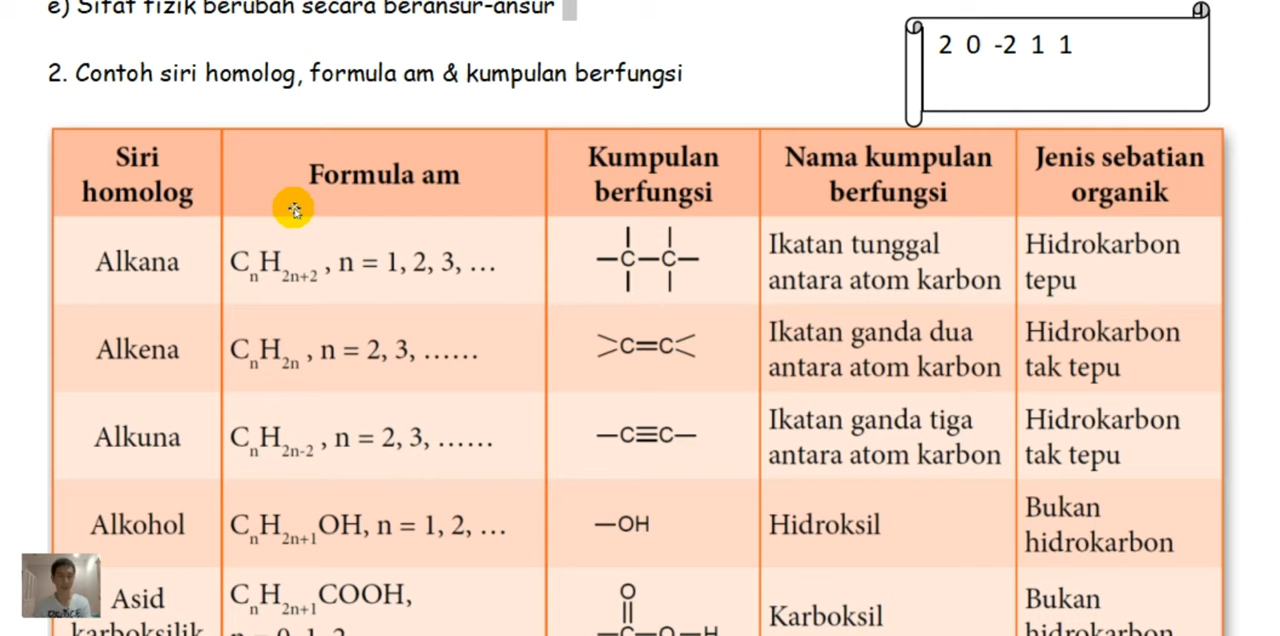 e) Sifat fizik berubah secara beransur-ansur
2 0 -2 1 1
2. Contoh siri homolog, formula am & kumpulan berfungsi
Siri homolog | Formula am | Kumpulan berfungsi | Nama kumpulan berfungsi | Jenis sebatian organik
Alkana | CₙH₂ₙ₊₂ , n = 1, 2, 3, … | –C–C– | Ikatan tunggal antara atom karbon | Hidrokarbon tepu
Alkena | CₙH₂ₙ , n = 2, 3, …… | >C=C< | Ikatan ganda dua antara atom karbon | Hidrokarbon tak tepu
Alkuna | CₙH₂ₙ₋₂ , n = 2, 3, …… | –C≡C– | Ikatan ganda tiga antara atom karbon | Hidrokarbon tak tepu
Alkohol | CₙH₂ₙ₊₁OH, n = 1, 2, … | –OH | Hidroksil | Bukan hidrokarbon
Asid karboksilik | CₙH₂ₙ₊₁COOH, n = 0, 1, 2 | O || –C–O–H | Karboksil | Bukan hidrokarbon